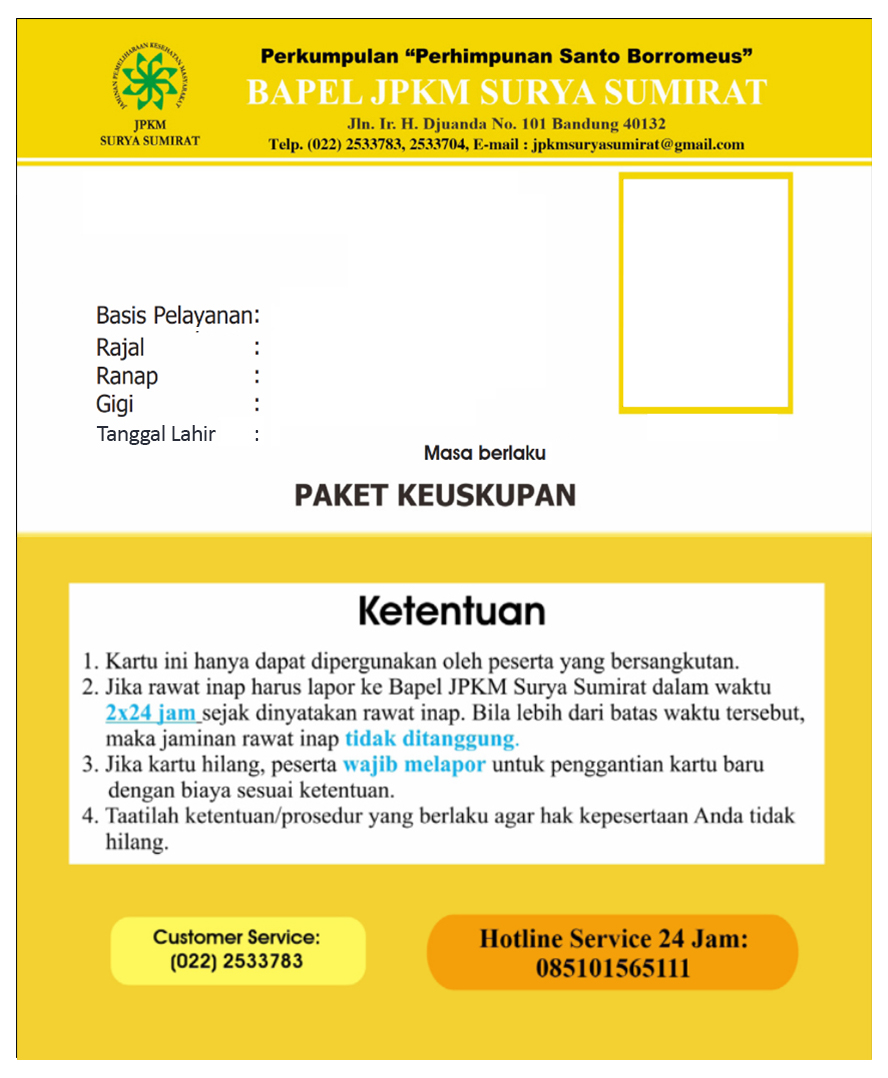 JAMINAN PEMELIHARAAN KESEHATAN MASYARAKAT
JPKM
SURYA SUMIRAT
Perkumpulan “Perhimpunan Santo Borromeus”
BAPEL JPKM SURYA SUMIRAT
Jln. Ir. H. Djuanda No. 101 Bandung 40132
Telp. (022) 2533783, 2533704, E-mail : jpkmsuryasumirat@gmail.com
Basis Pelayanan:
Rajal :
Ranap :
Gigi :
Tanggal Lahir :
Masa berlaku
PAKET KEUSKUPAN
Ketentuan
1. Kartu ini hanya dapat dipergunakan oleh peserta yang bersangkutan.
2. Jika rawat inap harus lapor ke Bapel JPKM Surya Sumirat dalam waktu
2x24 jam sejak dinyatakan rawat inap. Bila lebih dari batas waktu tersebut,
maka jaminan rawat inap tidak ditanggung.
3. Jika kartu hilang, peserta wajib melapor untuk penggantian kartu baru
dengan biaya sesuai ketentuan.
4. Taatilah ketentuan/prosedur yang berlaku agar hak kepesertaan Anda tidak
hilang.
Customer Service:
(022) 2533783
Hotline Service 24 Jam:
085101565111